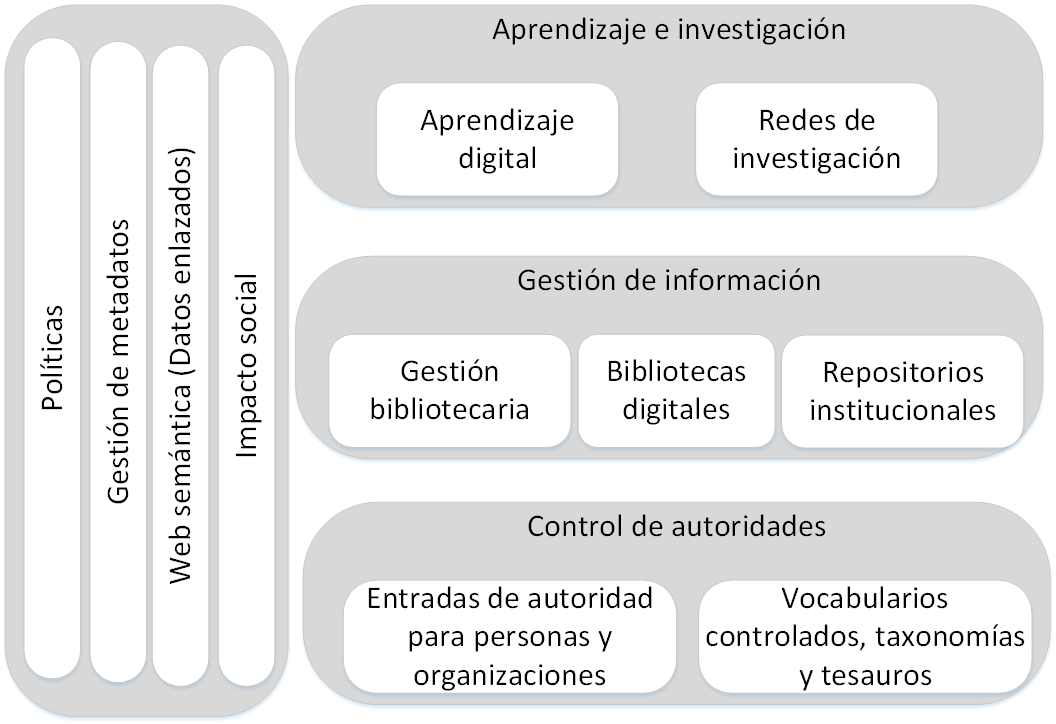 Políticas
Gestión de metadatos
Web semántica (Datos enlazados)
Impacto social
Aprendizaje e investigación
Aprendizaje
digital
Redes de
investigación
Gestión de información
Gestión
bibliotecaria
Bibliotecas
digitales
Repositorios
institucionales
Control de autoridades
Entradas de autoridad
para personas y
organizaciones
Vocabularios
controlados, taxonomías
y tesauros